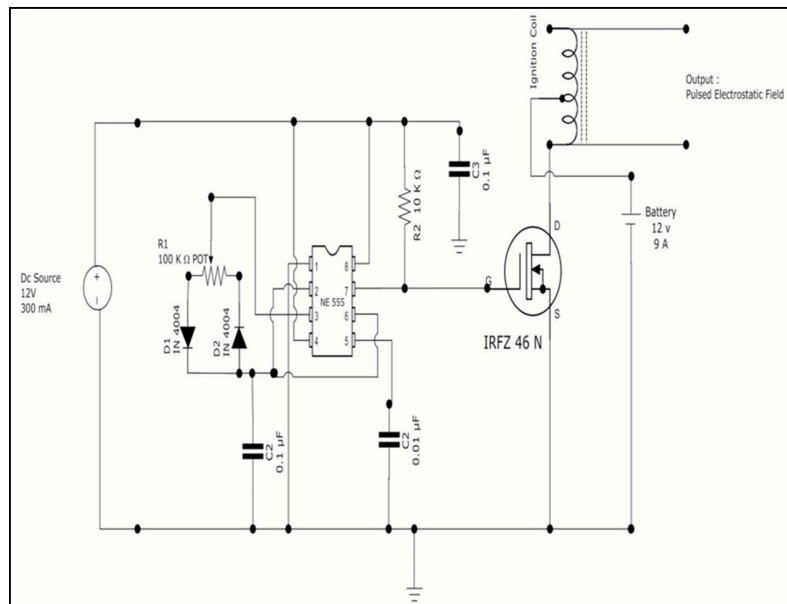 Ignition Coil
Output :
Pulsed Electrostatic Field
C3
0.1 µF
R2
10 K Ω
D
Battery
12 v
9 A
R1
100 K Ω POT
Dc Source
12V
300 mA
1
8
2
7
G
NE 555
3
6
S
D1
IN 4004
D2
IN 4004
4
5
IRFZ 46 N
C2
0.1 µF
C2
0.01 µF